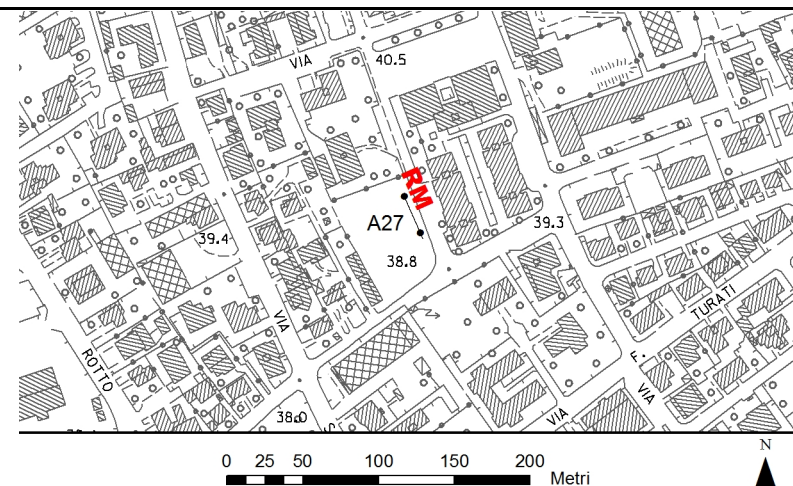 VIA
40.5
RM
A27
39.3
39.4
38.8
VIA
TURATI
F.
ROTTO
VIA
VIA
38.0
N
0 25 50 100 150 200
Metri